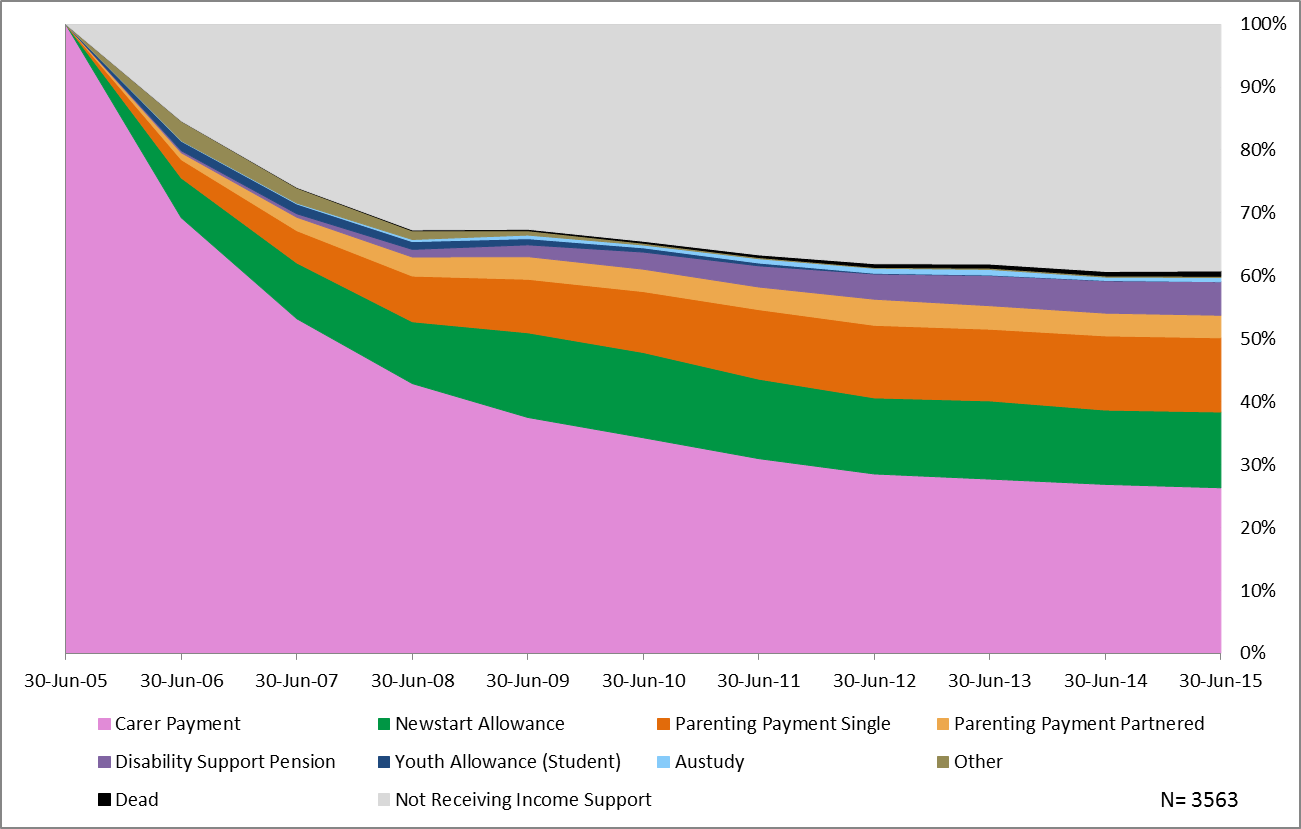 100%
90%
80%
70%
60%
50%
40%
30%
20%
10%
0%
30-Jun-05 30-Jun-06 30-Jun-07 30-Jun-08 30-Jun-09 30-Jun-10 30-Jun-11 30-Jun-12 30-Jun-13 30-Jun-14 30-Jun-15
Carer Payment Newstart Allowance Parenting Payment Single Parenting Payment Partnered
Disability Support Pension Youth Allowance (Student) Austudy Other
Dead Not Receiving Income Support N= 3563